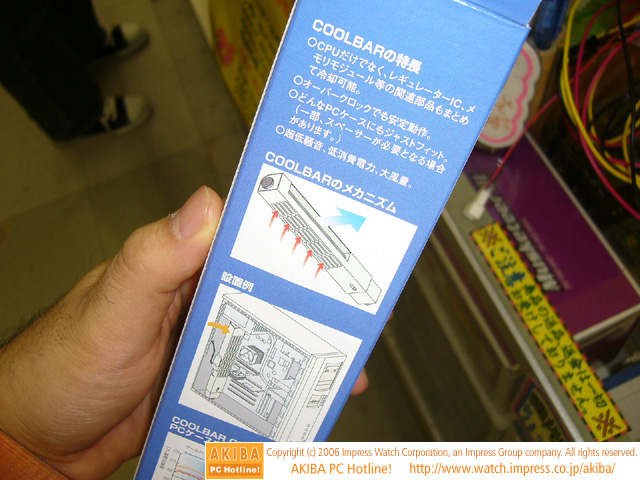 COOLBARの特長
○CPUだけでなく、レギュレーターIC、メ
モリモジュール等の関連部品もまとめ
て冷却可能。
○オーバークロックでも安定動作。
○どんなPCケースにもジャストフィット。
(一部、スペーサーが必要となる場合
があります。)
○超低騒音、低消費電力、大風量。
COOLBARのメカニズム
設置例
COOLBAR
PCケー
Musketeer
ご注意
AKIBA
PC Hotline!
Copyright (c) 2006 Impress Watch Corporation, an Impress Group company. All rights reserved.
AKIBA PC Hotline! http://www.watch.impress.co.jp/akiba/